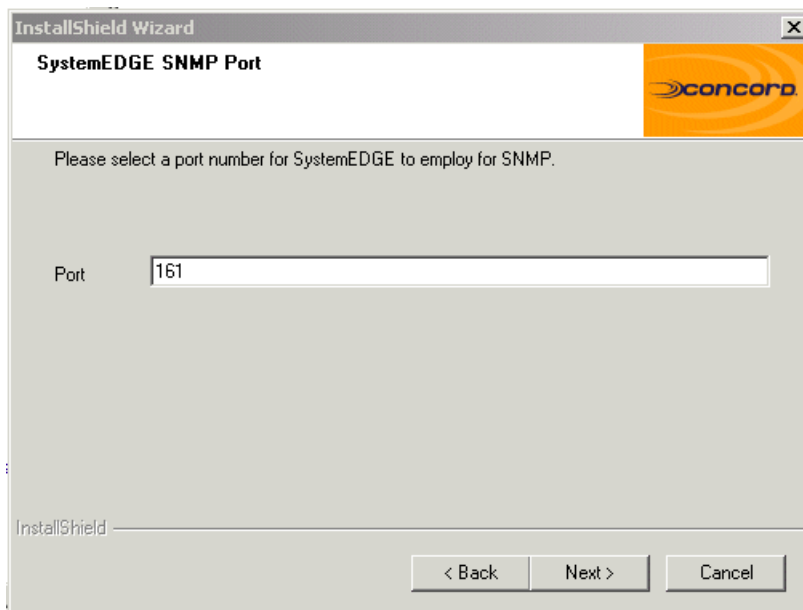 InstallShield Wizard
SystemEDGE SNMP Port
concord
Please select a port number for SystemEDGE to employ for SNMP.
Port
161
InstallShield
< Back
Next >
Cancel